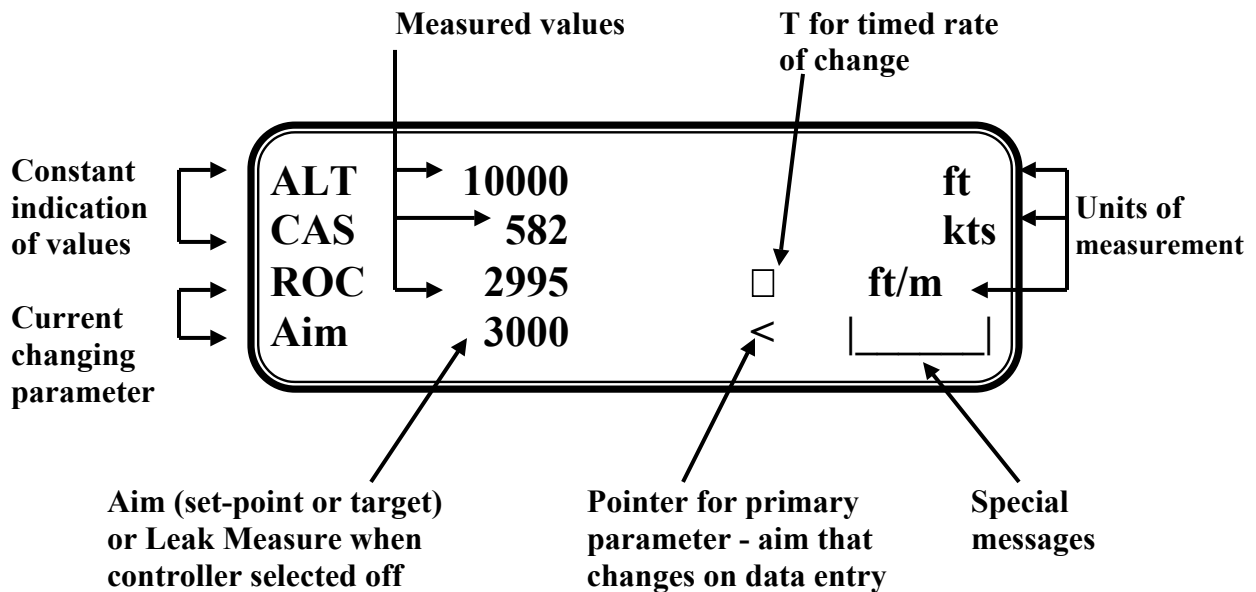 Measured values
T for timed rate
of change
Constant
indication
of values
Current
changing
parameter
ALT 10000 ft
CAS 582 kts
ROC 2995 □ ft/m
Aim 3000 < |______|
Units of
measurement
Aim (set-point or target)
or Leak Measure when
controller selected off
Pointer for primary
parameter - aim that
changes on data entry
Special
messages